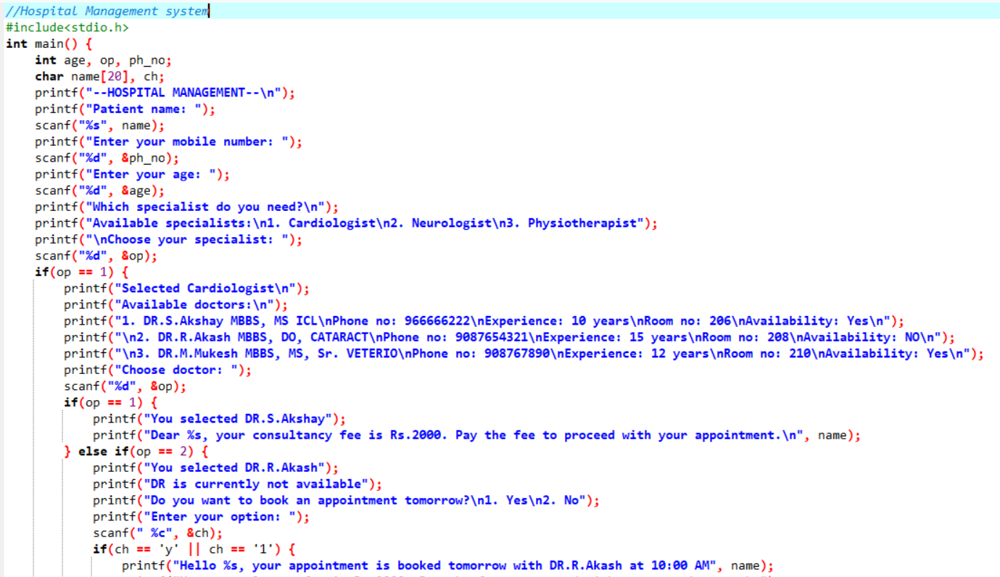 //Hospital Management system
#include<stdio.h>
int main() {
    int age, op, ph_no;
    char name[20], ch;
    printf("--HOSPITAL MANAGEMENT--\n");
    printf("Patient name: ");
    scanf("%s", name);
    printf("Enter your mobile number: ");
    scanf("%d", &ph_no);
    printf("Enter your age: ");
    scanf("%d", &age);
    printf("Which specialist do you need?\n");
    printf("Available specialists:\n1. Cardiologist\n2. Neurologist\n3. Physiotherapist");
    printf("\nChoose your specialist: ");
    scanf("%d", &op);
    if(op == 1) {
        printf("Selected Cardiologist\n");
        printf("Available doctors:\n");
        printf("1. DR.S.Akshay MBBS, MS ICL\nPhone no: 966666222\nExperience: 10 years\nRoom no: 206\nAvailability: Yes\n");
        printf("\n2. DR.R.Akash MBBS, DO, CATARACT\nPhone no: 9087654321\nExperience: 15 years\nRoom no: 208\nAvailability: NO\n");
        printf("\n3. DR.M.Mukesh MBBS, MS, Sr. VETERIO\nPhone no: 908767890\nExperience: 12 years\nRoom no: 210\nAvailability: Yes\n");
        printf("Choose doctor: ");
        scanf("%d", &op);
        if(op == 1) {
            printf("You selected DR.S.Akshay");
            printf("Dear %s, your consultancy fee is Rs.2000. Pay the fee to proceed with your appointment.\n", name);
        } else if(op == 2) {
            printf("You selected DR.R.Akash");
            printf("DR is currently not available");
            printf("Do you want to book an appointment tomorrow?\n1. Yes\n2. No");
            printf("Enter your option: ");
            scanf(" %c", &ch);
            if(ch == 'y' || ch == '1') {
                printf("Hello %s, your appointment is booked tomorrow with DR.R.Akash at 10:00 AM", name);